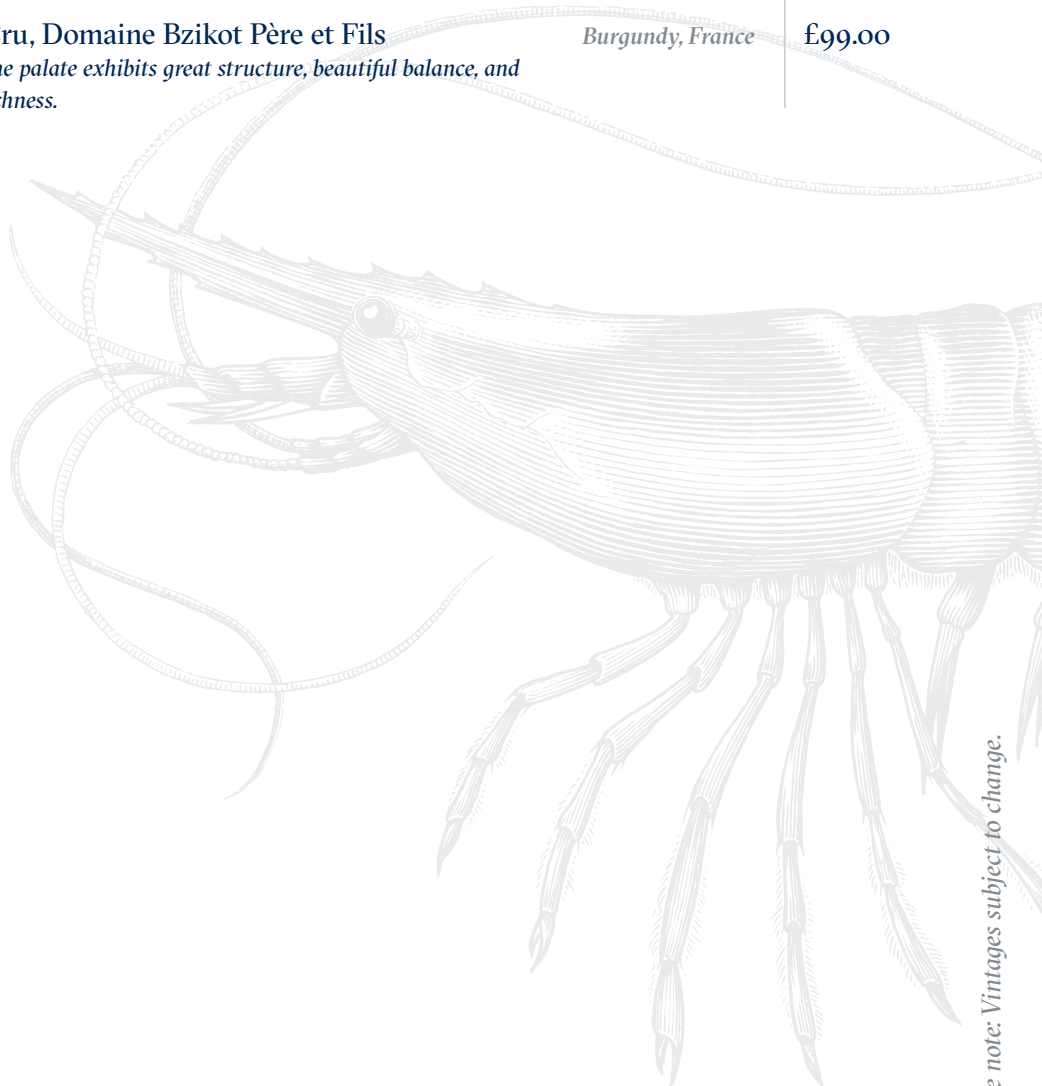 ru, Domaine Bzikot Père et Fils Burgundy, France £99.00
e palate exhibits great structure, beautiful balance, and
hness.
note: Vintages subject to change.